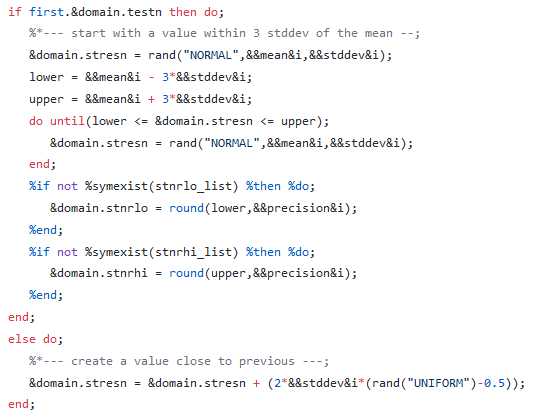 if first.&domain.testn then do;
%*--- start with a value within 3 stddev of the mean --;
&domain.stresn = rand("NORMAL",&&mean&i,&&stddev&i);
lower = &&mean&i - 3*&&stddev&i;
upper = &&mean&i + 3*&&stddev&i;
do until(lower <= &domain.stresn <= upper);
&domain.stresn = rand("NORMAL",&&mean&i,&&stddev&i);
end;
%if not %symexist(stnrlo_list) %then %do;
&domain.stnrlo = round(lower,&&precision&i);
%end;
%if not %symexist(stnrhi_list) %then %do;
&domain.stnrhi = round(upper,&&precision&i);
%end;
end;
else do;
%*--- create a value close to previous ---;
&domain.stresn = &domain.stresn + (2*&&stddev&i*(rand("UNIFORM")-0.5));
end;